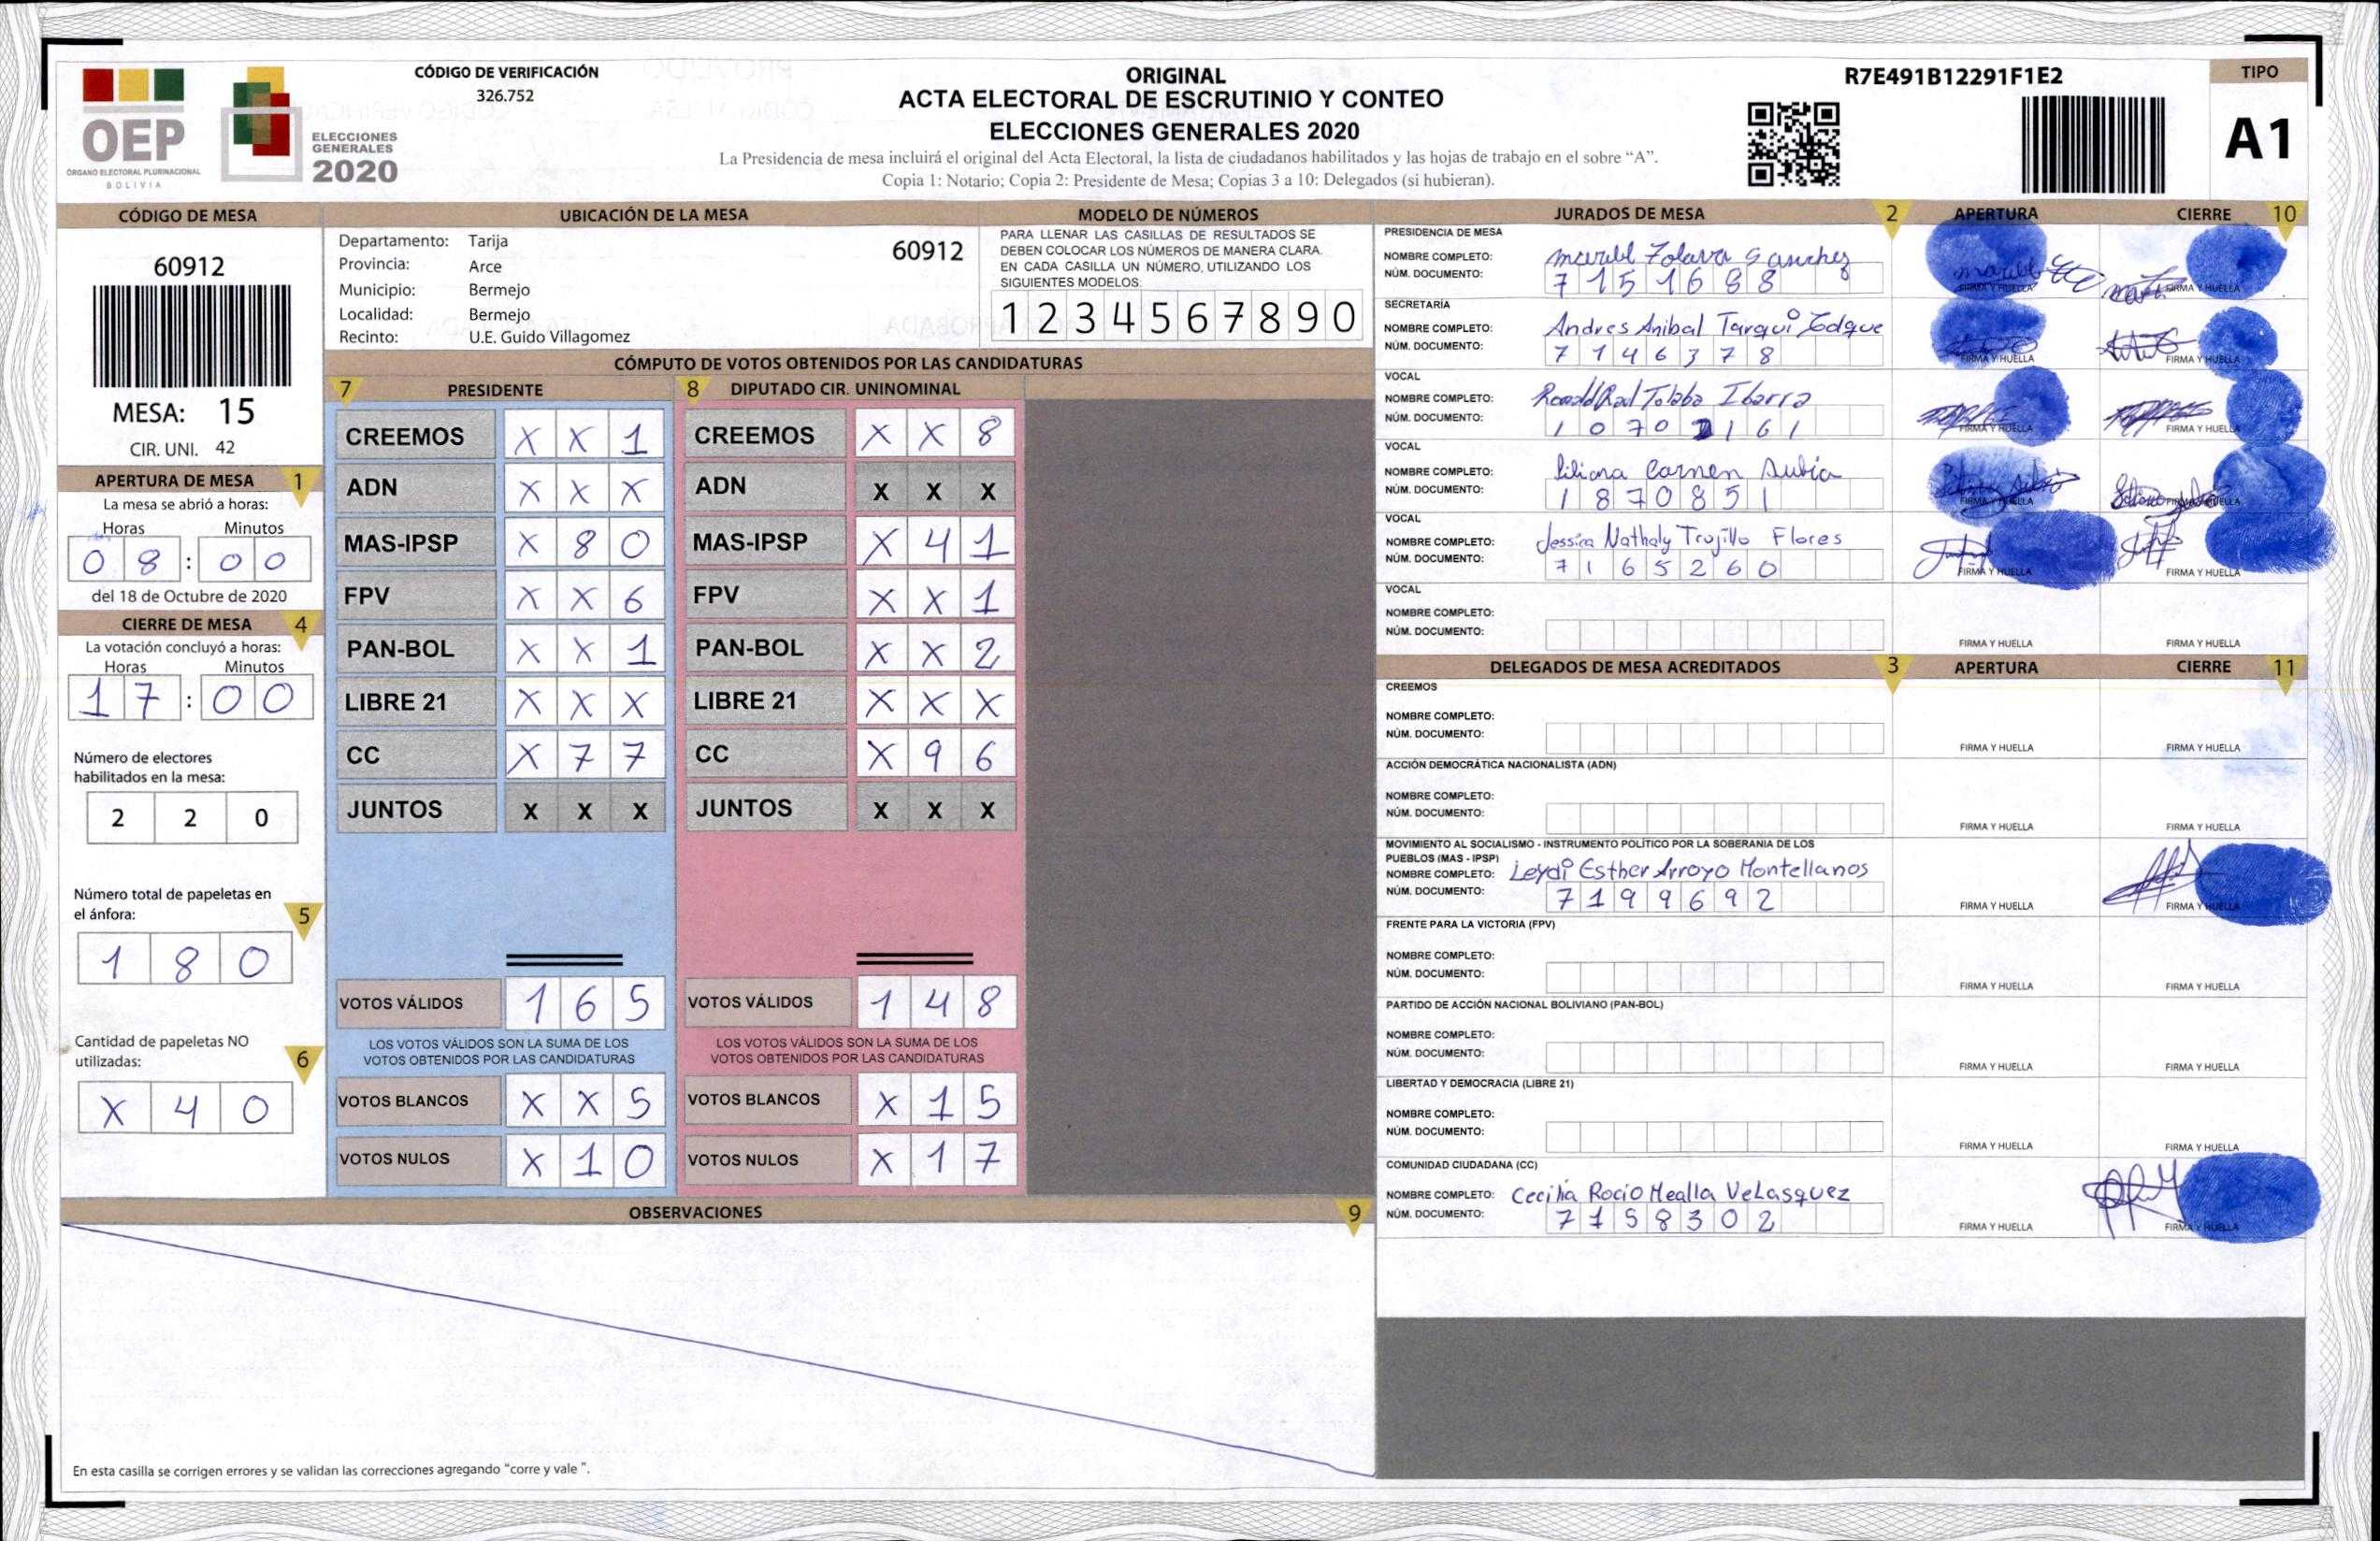 CÓDIGO DE VERIFICACIÓN
326.752
OEP
ÓRGANO ELECTORAL PLURINACIONAL
BOLIVIA
ELECCIONES
GENERALES
2020
ORIGINAL
ACTA ELECTORAL DE ESCRUTINIO Y CONTEO
ELECCIONES GENERALES 2020
La Presidencia de mesa incluirá el original del Acta Electoral, la lista de ciudadanos habilitados y las hojas de trabajo en el sobre “A”.
Copia 1: Notario; Copia 2: Presidente de Mesa; Copias 3 a 10: Delegados (si hubieran).
R7E491B12291F1E2
TIPO
A1
CÓDIGO DE MESA
60912
MESA: 15
CIR. UNI. 42
APERTURA DE MESA 1
La mesa se abrió a horas:
Horas Minutos
0 8 : 0 0
del 18 de Octubre de 2020
CIERRE DE MESA 4
La votación concluyó a horas:
Horas Minutos
1 7 : 0 0
Número de electores
habilitados en la mesa:
2 2 0
Número total de papeletas en
el ánfora: 5
1 8 0
Cantidad de papeletas NO
utilizadas: 6
X 4 0
UBICACIÓN DE LA MESA
Departamento: Tarija
60912
Provincia: Arce
Municipio: Bermejo
Localidad: Bermejo
Recinto: U.E. Guido Villagomez
MODELO DE NÚMEROS
PARA LLENAR LAS CASILLAS DE RESULTADOS SE
DEBEN COLOCAR LOS NÚMEROS DE MANERA CLARA.
EN CADA CASILLA UN NÚMERO, UTILIZANDO LOS
SIGUIENTES MODELOS:
1 2 3 4 5 6 7 8 9 0
CÓMPUTO DE VOTOS OBTENIDOS POR LAS CANDIDATURAS
7 PRESIDENTE
CREEMOS X X 1
ADN X X X
MAS-IPSP X 8 0
FPV X X 6
PAN-BOL X X 1
LIBRE 21 X X X
CC X 7 7
JUNTOS X X X
VOTOS VÁLIDOS 1 6 5
LOS VOTOS VÁLIDOS SON LA SUMA DE LOS
VOTOS OBTENIDOS POR LAS CANDIDATURAS
VOTOS BLANCOS X X 5
VOTOS NULOS X 1 0
8 DIPUTADO CIR. UNINOMINAL
CREEMOS X X 8
ADN X X X
MAS-IPSP X 4 1
FPV X X 1
PAN-BOL X X 2
LIBRE 21 X X X
CC X 9 6
JUNTOS X X X
VOTOS VÁLIDOS 1 4 8
LOS VOTOS VÁLIDOS SON LA SUMA DE LOS
VOTOS OBTENIDOS POR LAS CANDIDATURAS
VOTOS BLANCOS X 1 5
VOTOS NULOS X 1 7
OBSERVACIONES 9
En esta casilla se corrigen errores y se validan las correcciones agregando “corre y vale ”.
JURADOS DE MESA 2 APERTURA CIERRE 10
PRESIDENCIA DE MESA
NOMBRE COMPLETO: Sanchez
NÚM. DOCUMENTO: 7 1 5 1 6 8 8
FIRMA Y HUELLA FIRMA Y HUELLA
SECRETARÍA
NOMBRE COMPLETO: Andres Anibal Tarqui
NÚM. DOCUMENTO: 7 1 4 6 3 7 8
FIRMA Y HUELLA FIRMA Y HUELLA
VOCAL
NOMBRE COMPLETO: Tolaba Ibarra
NÚM. DOCUMENTO:
FIRMA Y HUELLA FIRMA Y HUELLA
VOCAL
NOMBRE COMPLETO: Liliana Carmen Subia
NÚM. DOCUMENTO: 1 8 7 0 8 5 1
FIRMA Y HUELLA FIRMA Y HUELLA
VOCAL
NOMBRE COMPLETO: Jessica Nathaly Trujillo Flores
NÚM. DOCUMENTO: 7 1 6 5 2 6 0
FIRMA Y HUELLA FIRMA Y HUELLA
VOCAL
NOMBRE COMPLETO:
NÚM. DOCUMENTO:
FIRMA Y HUELLA FIRMA Y HUELLA
DELEGADOS DE MESA ACREDITADOS 3 APERTURA CIERRE 11
CREEMOS
NOMBRE COMPLETO:
NÚM. DOCUMENTO:
FIRMA Y HUELLA FIRMA Y HUELLA
ACCIÓN DEMOCRÁTICA NACIONALISTA (ADN)
NOMBRE COMPLETO:
NÚM. DOCUMENTO:
FIRMA Y HUELLA FIRMA Y HUELLA
MOVIMIENTO AL SOCIALISMO - INSTRUMENTO POLÍTICO POR LA SOBERANIA DE LOS
PUEBLOS (MAS - IPSP)
NOMBRE COMPLETO: Leydi Esther Arroyo Montellanos
NÚM. DOCUMENTO: 7 1 9 9 6 9 2
FIRMA Y HUELLA FIRMA Y HUELLA
FRENTE PARA LA VICTORIA (FPV)
NOMBRE COMPLETO:
NÚM. DOCUMENTO:
FIRMA Y HUELLA FIRMA Y HUELLA
PARTIDO DE ACCIÓN NACIONAL BOLIVIANO (PAN-BOL)
NOMBRE COMPLETO:
NÚM. DOCUMENTO:
FIRMA Y HUELLA FIRMA Y HUELLA
LIBERTAD Y DEMOCRACIA (LIBRE 21)
NOMBRE COMPLETO:
NÚM. DOCUMENTO:
FIRMA Y HUELLA FIRMA Y HUELLA
COMUNIDAD CIUDADANA (CC)
NOMBRE COMPLETO: Cecilia Rocio Mealla Velasquez
NÚM. DOCUMENTO: 7 1 5 8 3 0 2
FIRMA Y HUELLA FIRMA Y HUELLA